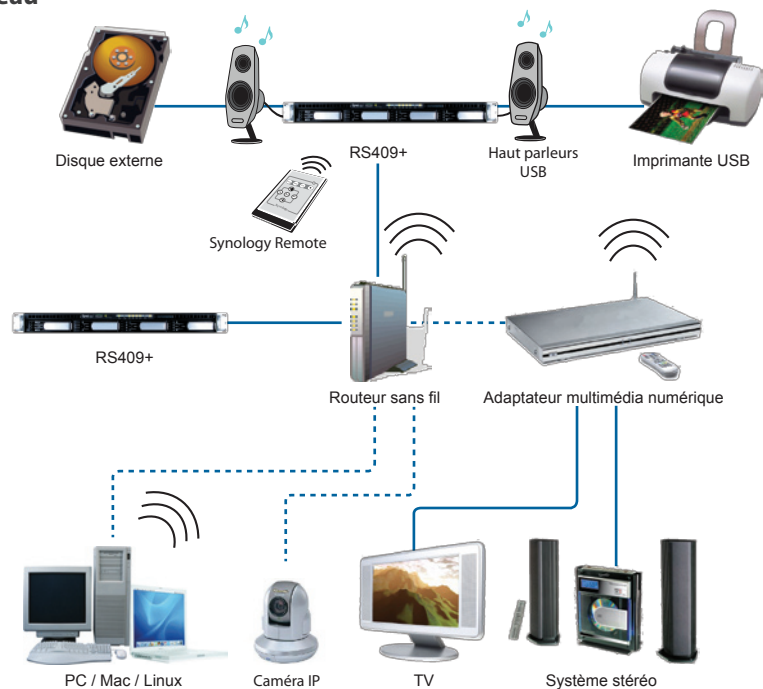 Disque externe
RS409+
Haut parleurs
USB
Imprimante USB
Synology Remote
RS409+
Routeur sans fil
Adaptateur multimédia numérique
PC / Mac / Linux
Caméra IP
TV
Système stéréo